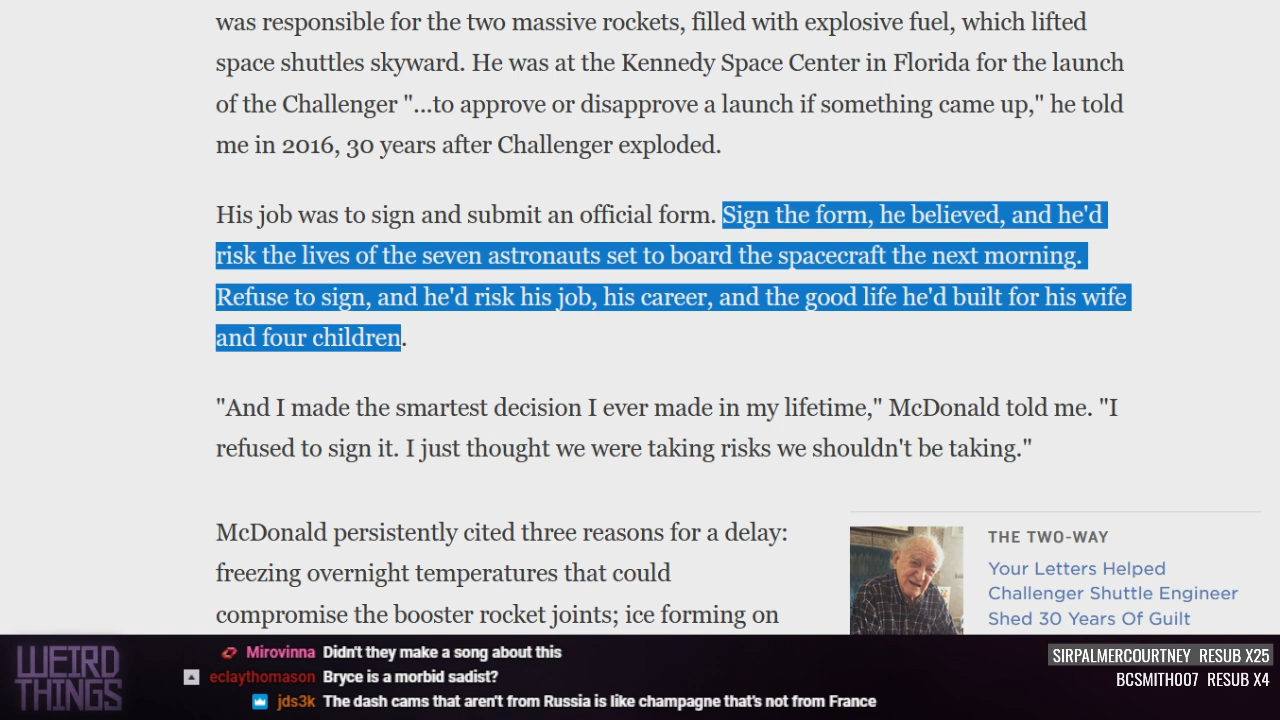 was responsible for the two massive rockets, filled with explosive fuel, which lifted
space shuttles skyward. He was at the Kennedy Space Center in Florida for the launch
of the Challenger "...to approve or disapprove a launch if something came up," he told
me in 2016, 30 years after Challenger exploded.
His job was to sign and submit an official form. Sign the form, he believed, and he'd
risk the lives of the seven astronauts set to board the spacecraft the next morning.
Refuse to sign, and he'd risk his job, his career, and the good life he'd built for his wife
and four children.
"And I made the smartest decision I ever made in my lifetime," McDonald told me. "I
refused to sign it. I just thought we were taking risks we shouldn't be taking."
McDonald persistently cited three reasons for a delay:
freezing overnight temperatures that could
compromise the booster rocket joints; ice forming on
THE TWO-WAY
Your Letters Helped
Challenger Shuttle Engineer
Shed 30 Years Of Guilt
WEIRD
THINGS
Mirovinna Didn't they make a song about this
eclaythomason Bryce is a morbid sadist?
jds3k The dash cams that aren't from Russia is like champagne that's not from France
SIRPALMERCOURTNEY RESUB X25
BCSMITH007 RESUB X4